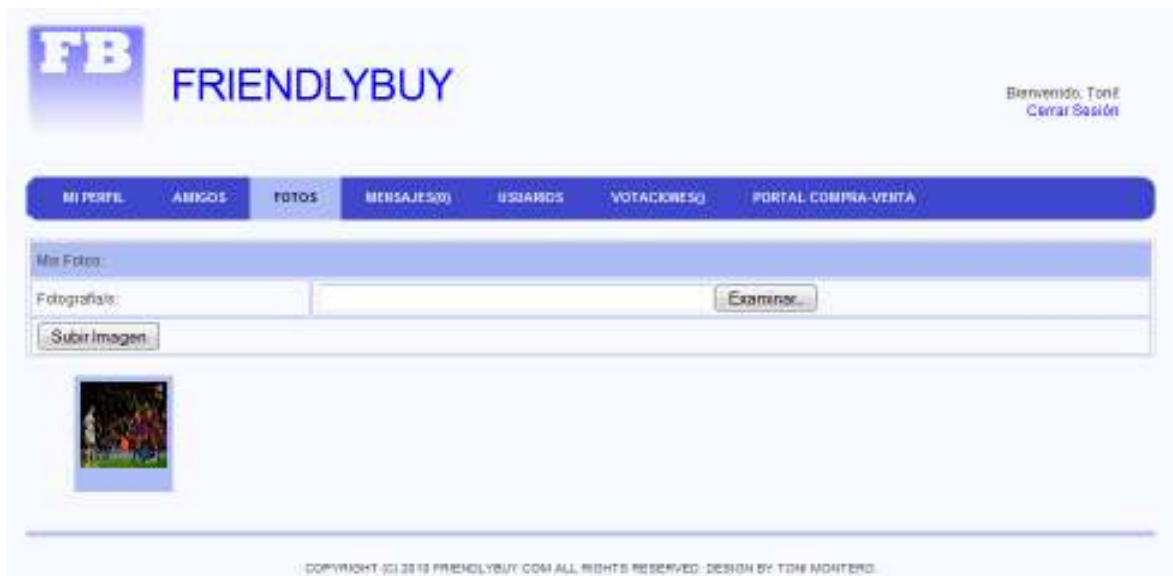 FB
FRIENDLYBUY
Bienvenido, Toni!
Cerrar Sesión
MI PERFIL AMIGOS FOTOS MENSAJES(0) USUARIOS VOTACIONES() PORTAL COMPRA-VENTA
Mis Fotos:
Fotografía/s: Examinar...
Subir Imagen
COPYRIGHT (C) 2010 FRIENDLYBUY.COM ALL RIGHTS RESERVED. DESIGN BY TONI MONTERO.